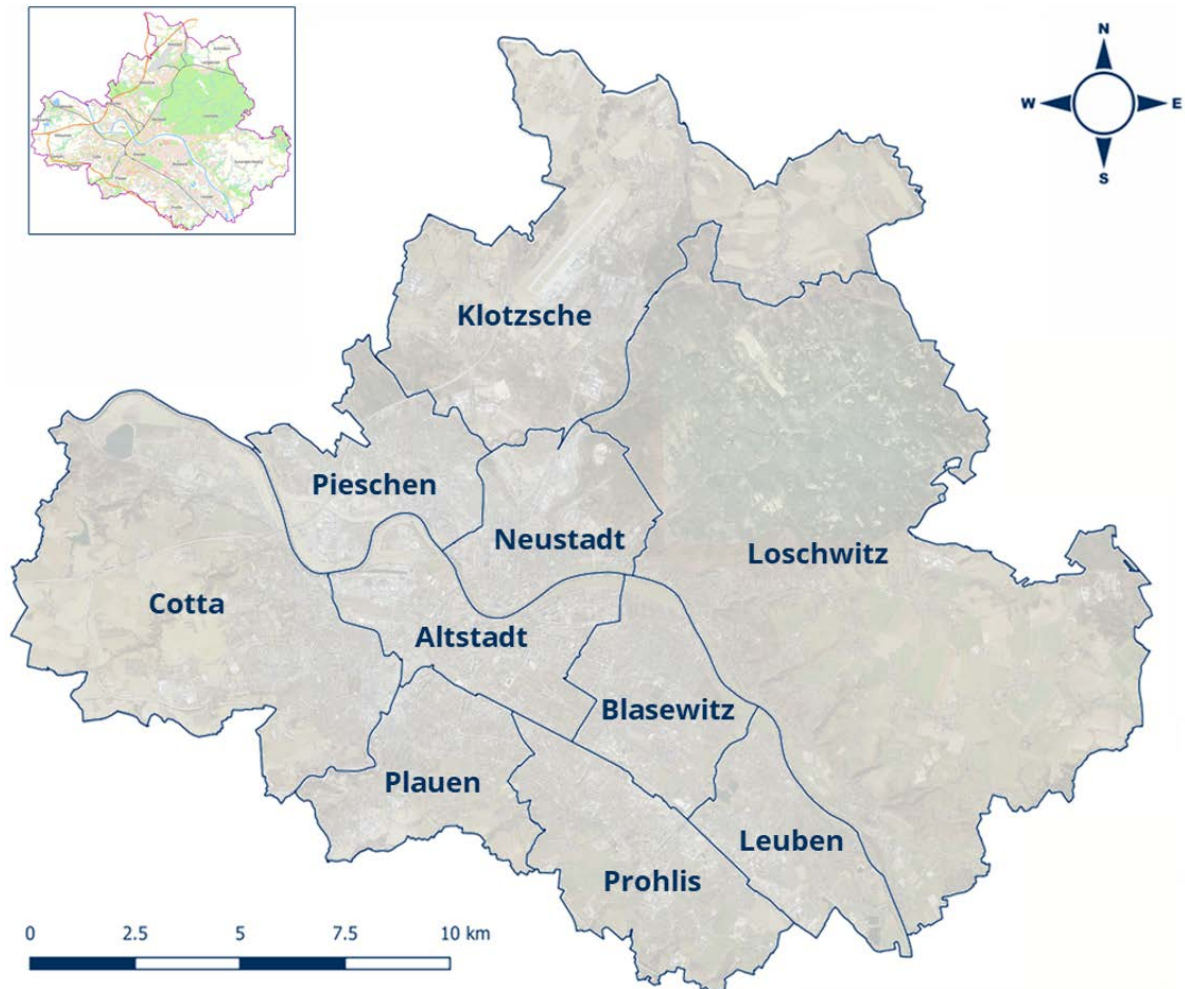 N
W E
S
Klotzsche
Pieschen
Neustadt
Loschwitz
Cotta
Altstadt
Blasewitz
Plauen
Leuben
Prohlis
0 2.5 5 7.5 10 km